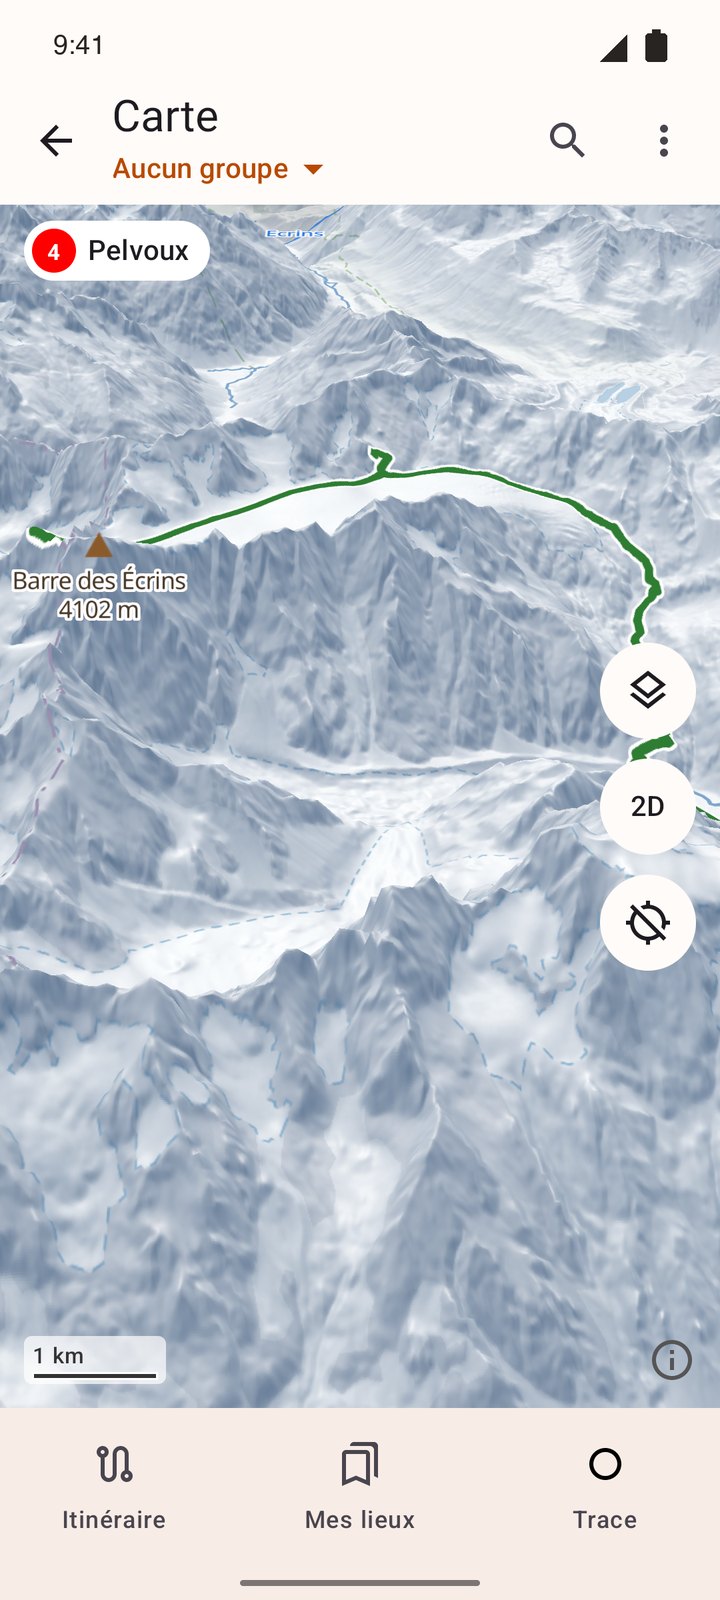 9:41
Carte
Aucun groupe
4 Pelvoux
Ecrins
Barre des Écrins
4102 m
2D
1 km
Itinéraire
Mes lieux
Trace